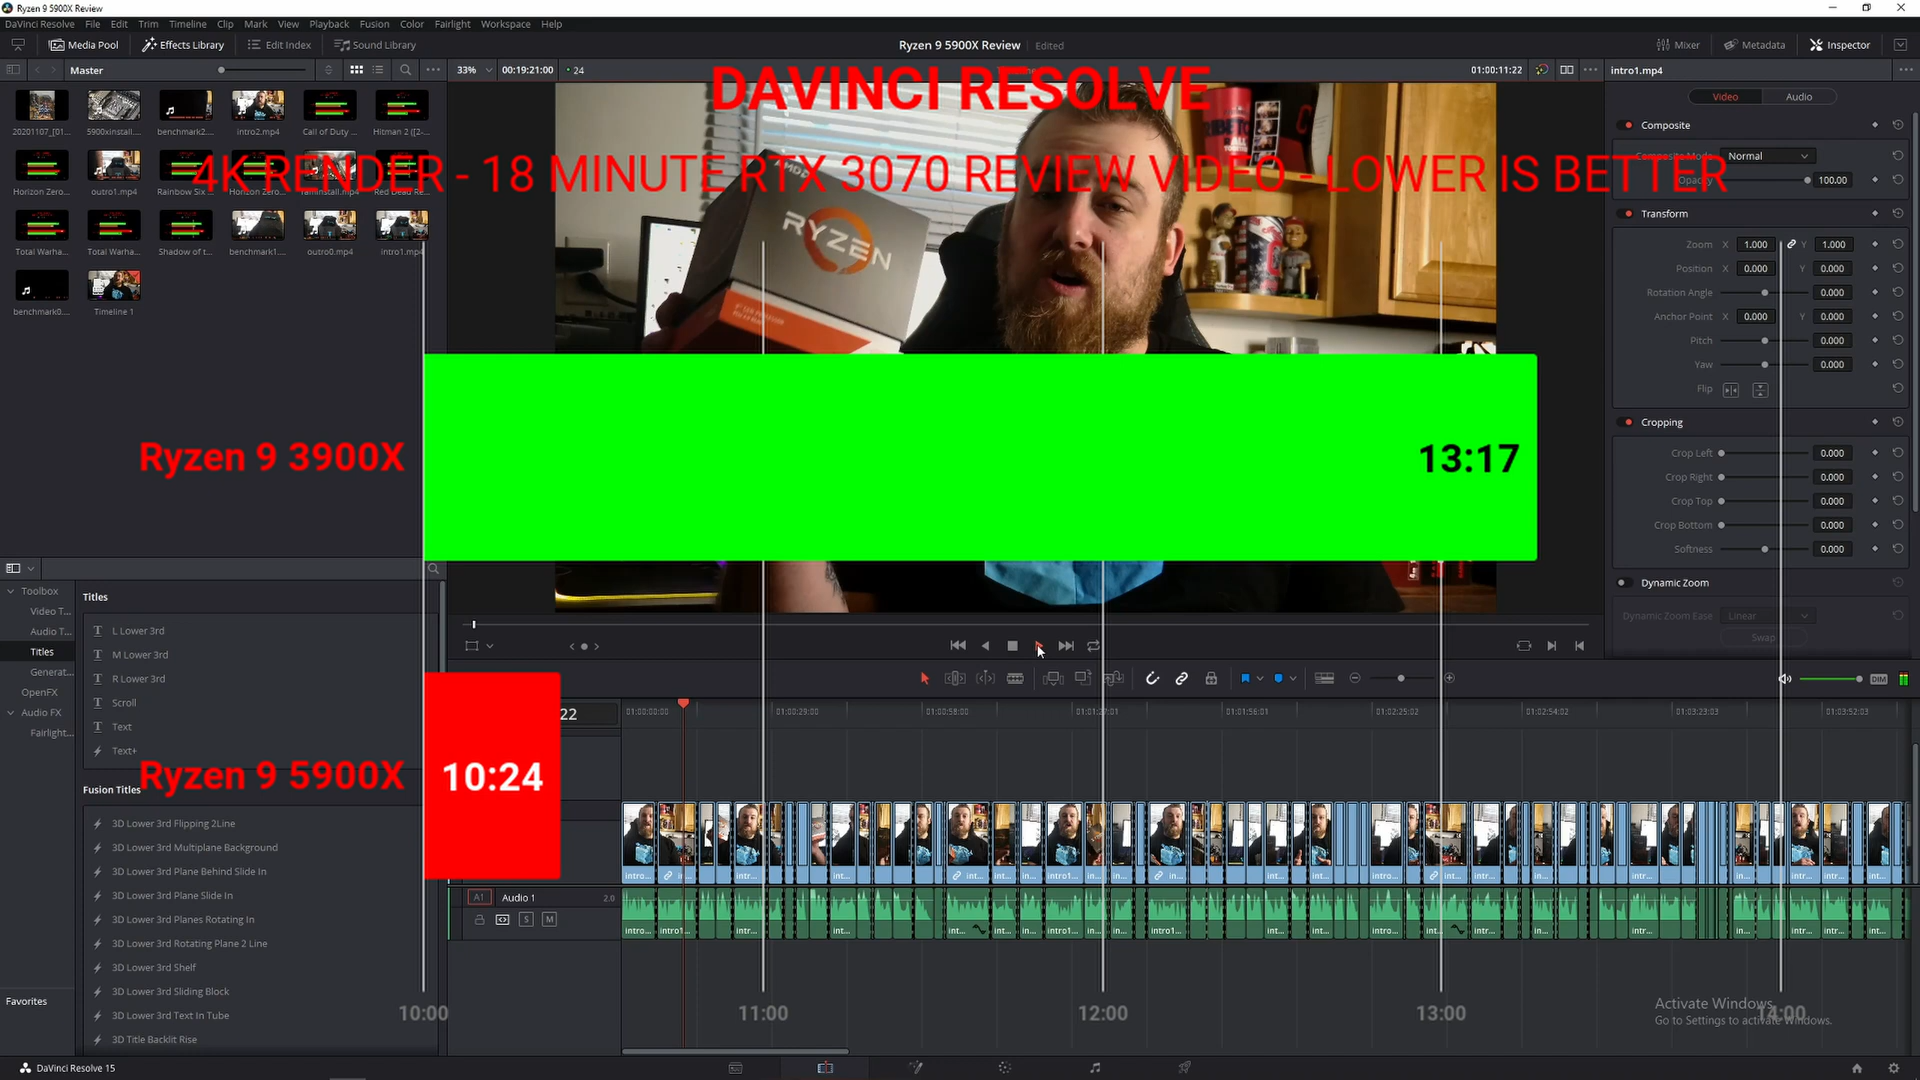 Ryzen 9 5900X Review
DaVinci Resolve File Edit Trim Timeline Clip Mark View Playback Fusion Color Fairlight Workspace Help
Media Pool Effects Library Edit Index Sound Library Ryzen 9 5900X Review Edited Mixer Metadata Inspector
Master 33% 00:19:21:00 24 01:00:11:22 intro1.mp4
DAVINCI RESOLVE
4K RENDER - 18 MINUTE RTX 3070 REVIEW VIDEO - LOWER IS BETTER
20201107_[01... 5900xinstall.... benchmark2.... intro2.mp4 Call of Duty ... Hitman 2 ([2-...
Horizon Zero... outro1.mp4 Rainbow Six ... Horizon Zero... Red Dead Re...
Total Warha... Total Warha... Shadow of t... benchmark1.... outro0.mp4 intro1.mp4
benchmark0.... Timeline 1
AMD
RYZEN
Video Audio
Composite
Composite Mode Normal
Opacity 100.00
Transform
Zoom X 1.000 Y 1.000
Position X 0.000 Y 0.000
Rotation Angle 0.000
Anchor Point X 0.000 Y 0.000
Pitch 0.000
Yaw 0.000
Flip
Cropping
Crop Left 0.000
Crop Right 0.000
Crop Top 0.000
Crop Bottom 0.000
Softness 0.000
Dynamic Zoom
Dynamic Zoom Ease Linear
Swap
Ryzen 9 3900X 13:17
Toolbox
Video T...
Audio T...
Titles
Generat...
OpenFX
Audio FX
Fairlight...
Favorites
Titles
L Lower 3rd
M Lower 3rd
R Lower 3rd
Scroll
Text
Text+
Ryzen 9 5900X 10:24
Fusion Titles
3D Lower 3rd Flipping 2Line
3D Lower 3rd Multiplane Background
3D Lower 3rd Plane Behind Slide In
3D Lower 3rd Plane Slide In
3D Lower 3rd Planes Rotating In
3D Lower 3rd Rotating Plane 2 Line
3D Lower 3rd Shelf
3D Lower 3rd Sliding Block
3D Lower 3rd Text In Tube
3D Title Backlit Rise
DIM
22 01:00:00:00 01:00:29:00 01:00:58:00 01:01:27:01 01:01:56:01 01:02:25:02 01:02:54:02 01:03:23:03 01:03:52:03
A1 Audio 1 2.0
S M
10:00 11:00 12:00 13:00 14:00
Activate Windows
Go to Settings to activate Windows.
DaVinci Resolve 15